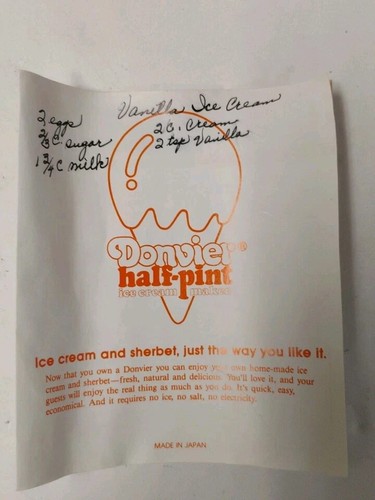 Vanilla Ice Cream
2 eggs
2/3 C. sugar
1 3/4 C milk
2 C. Cream
2 tsp Vanilla
Donvier®
half-pint
ice cream maker
Ice cream and sherbet, just the way you like it.
Now that you own a Donvier you can enjoy your own home-made ice
cream and sherbet—fresh, natural and delicious. You'll love it, and your
guests will enjoy the real thing as much as you do. It's quick, easy,
economical. And it requires no ice, no salt, no electricity.
MADE IN JAPAN